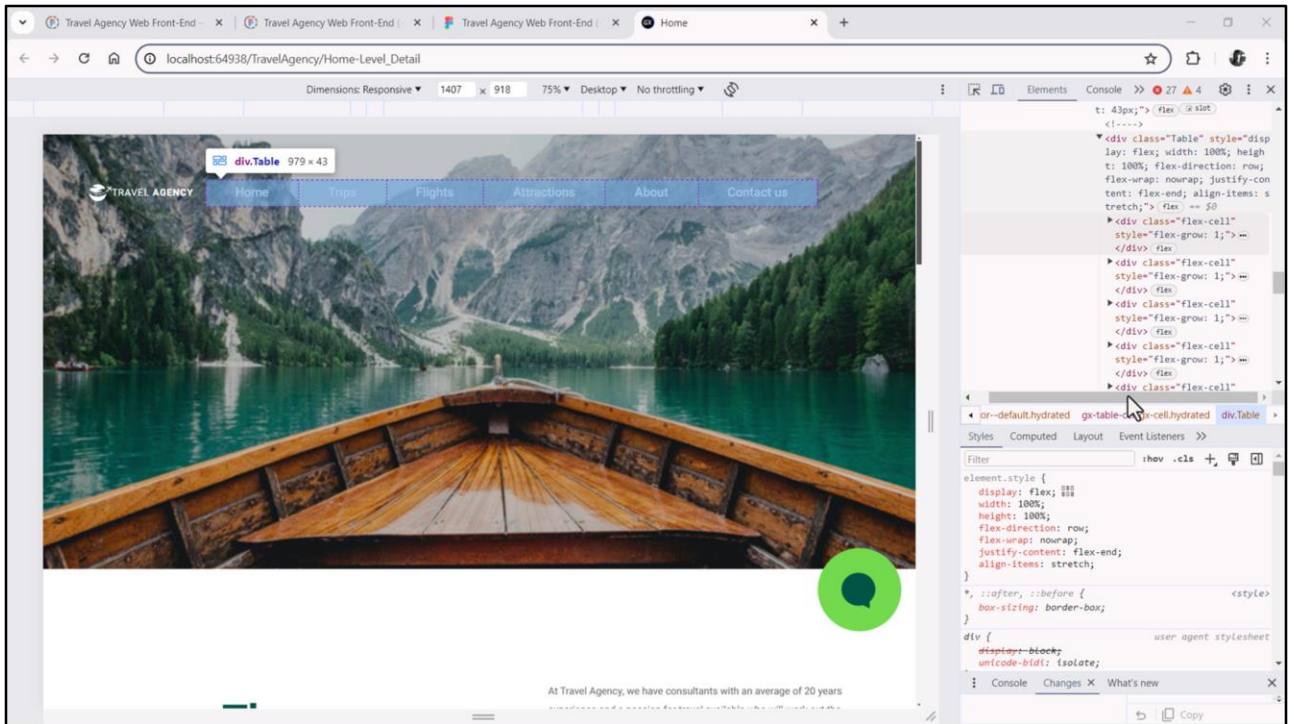 Travel Agency Web Front-End –
Travel Agency Web Front-End (
Travel Agency Web Front-End (
GX
Home
localhost:64938/TravelAgency/Home-Level_Detail
Dimensions: Responsive ▼ 1407 x 918 75% ▼ Desktop ▼ No throttling ▼
Elements Console 27 4
div.Table 979 × 43
TRAVEL AGENCY
Home Trips Flights Attractions About Contact us
At Travel Agency, we have consultants with an average of 20 years
t: 43px;"> flex slot
<!---->
▼<div class="Table" style="disp
lay: flex; width: 100%; heigh
t: 100%; flex-direction: row;
flex-wrap: nowrap; justify-con
tent: flex-end; align-items: s
tretch;"> flex == $0
▶<div class="flex-cell"
style="flex-grow: 1;"> …
</div> flex
▶<div class="flex-cell"
style="flex-grow: 1;"> …
</div> flex
▶<div class="flex-cell"
style="flex-grow: 1;"> …
</div> flex
▶<div class="flex-cell"
style="flex-grow: 1;"> …
</div> flex
▶<div class="flex-cell"
or--default.hydrated gx-table-c gx-cell.hydrated div.Table
Styles Computed Layout Event Listeners
Filter :hov .cls
element.style {
display: flex;
width: 100%;
height: 100%;
flex-direction: row;
flex-wrap: nowrap;
justify-content: flex-end;
align-items: stretch;
}
*, ::after, ::before { <style>
box-sizing: border-box;
}
div { user agent stylesheet
display: block;
unicode-bidi: isolate;
Console Changes × What's new
Copy